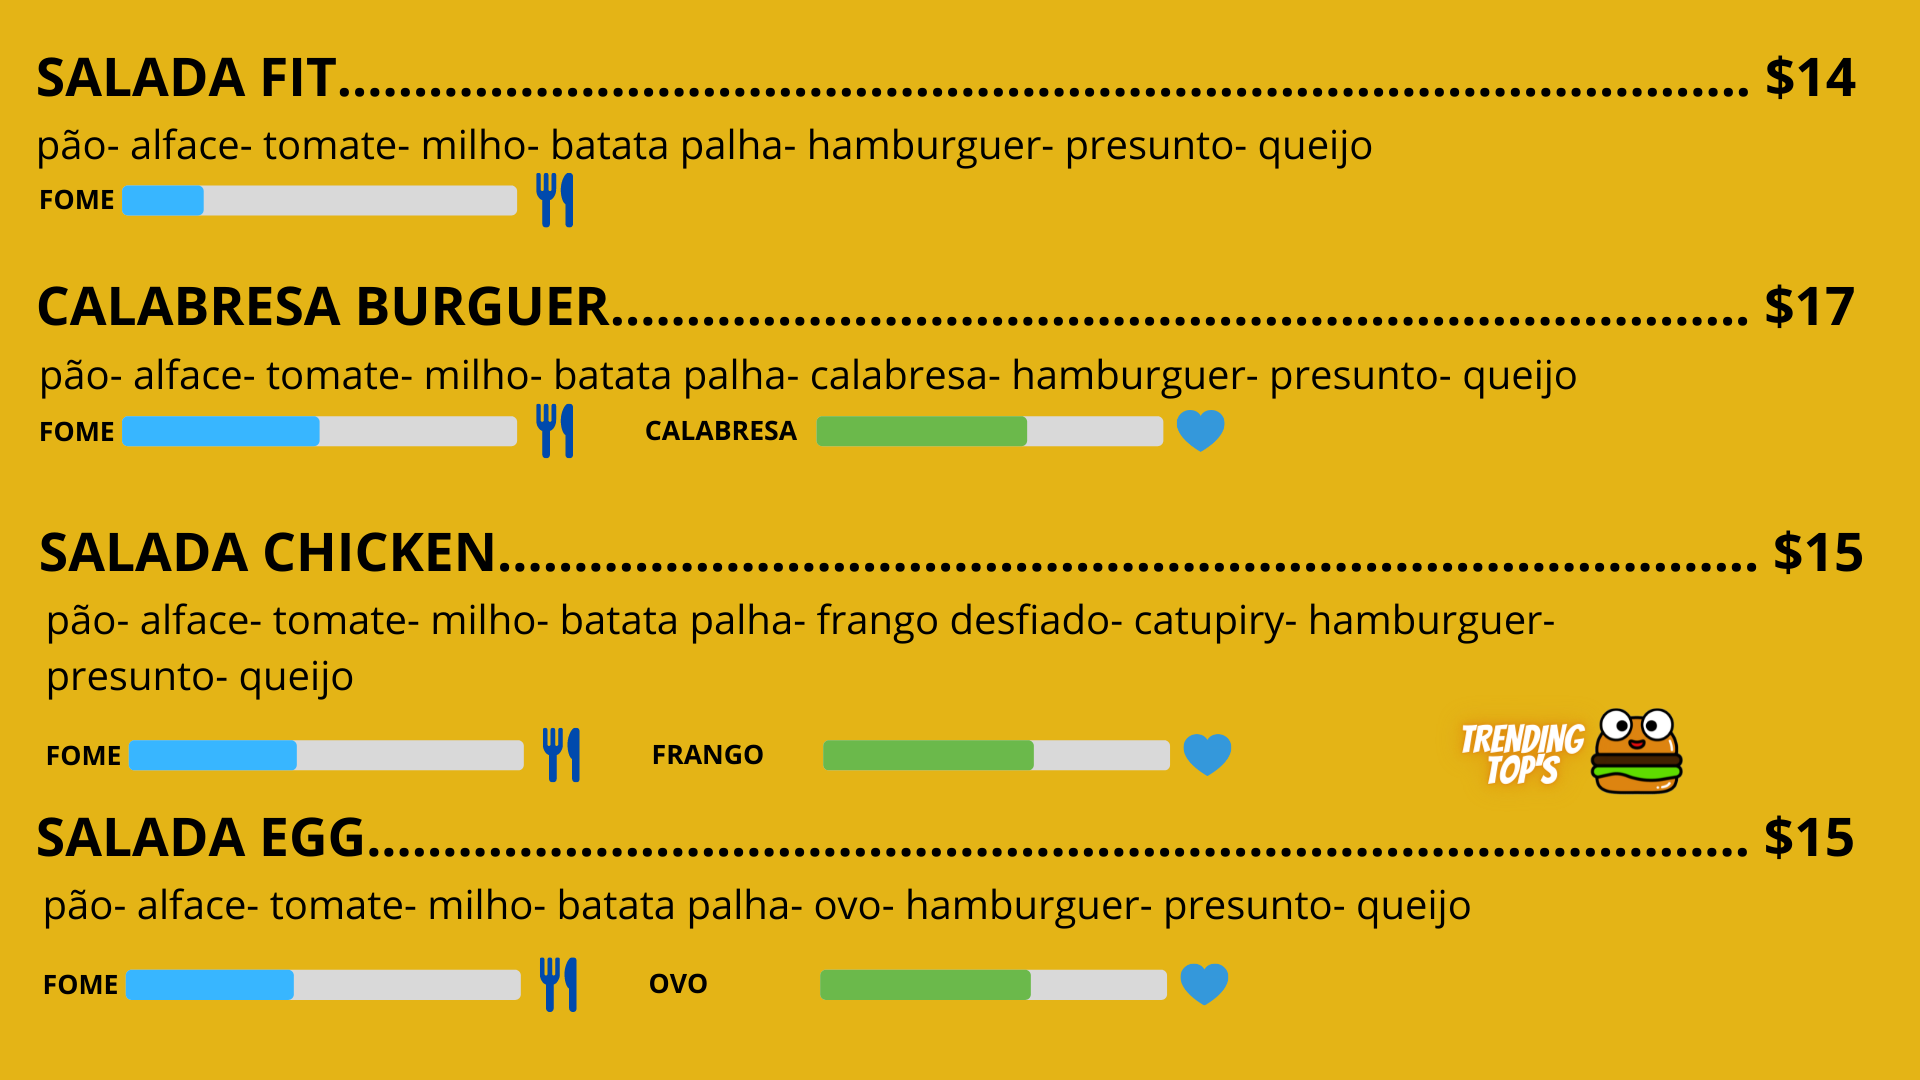 SALADA FIT............................................................................................. $14
pão- alface- tomate- milho- batata palha- hamburguer- presunto- queijo
FOME
CALABRESA BURGUER........................................................................... $17
pão- alface- tomate- milho- batata palha- calabresa- hamburguer- presunto- queijo
FOME CALABRESA
SALADA CHICKEN................................................................................... $15
pão- alface- tomate- milho- batata palha- frango desfiado- catupiry- hamburguer-
presunto- queijo
FOME FRANGO
TRENDING
TOP'S
SALADA EGG........................................................................................... $15
pão- alface- tomate- milho- batata palha- ovo- hamburguer- presunto- queijo
FOME OVO